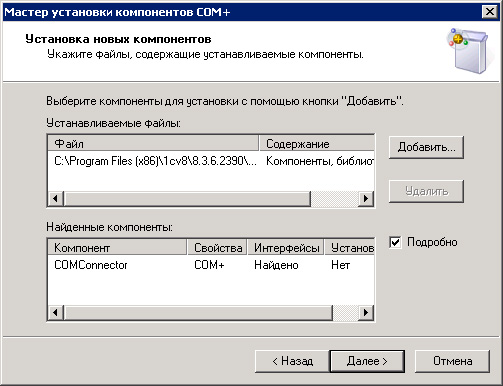 Мастер установки компонентов COM+
Установка новых компонентов
Укажите файлы, содержащие устанавливаемые компоненты.
Выберите компоненты для установки с помощью кнопки "Добавить".
Устанавливаемые файлы:
Файл Содержание
C:\Program Files (x86)\1cv8\8.3.6.2390\... Компоненты, библиот
Добавить...
Удалить
Найденные компоненты:
Компонент Свойства Интерфейсы Установ
COMConnector COM+ Найдено Нет
Подробно
< Назад Далее > Отмена